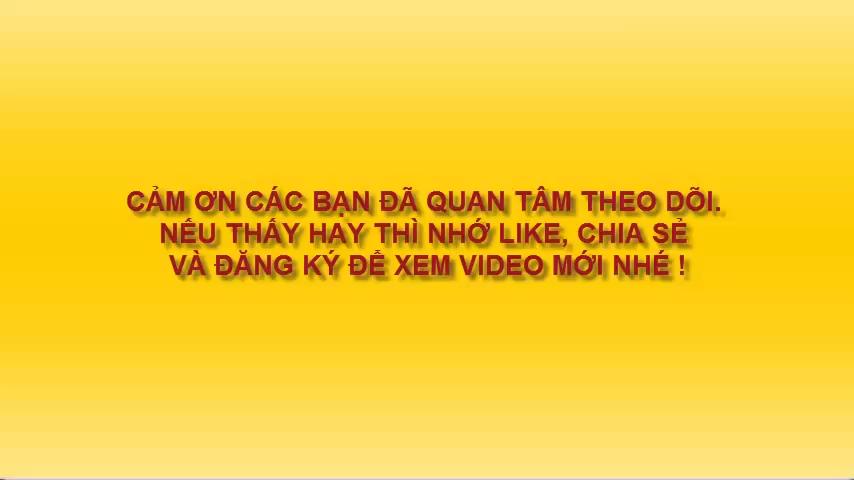 CẢM ƠN CÁC BẠN ĐÃ QUAN TÂM THEO DÕI.
NẾU THẤY HAY THÌ NHỚ LIKE, CHIA SẺ
VÀ ĐĂNG KÝ ĐỂ XEM VIDEO MỚI NHÉ !